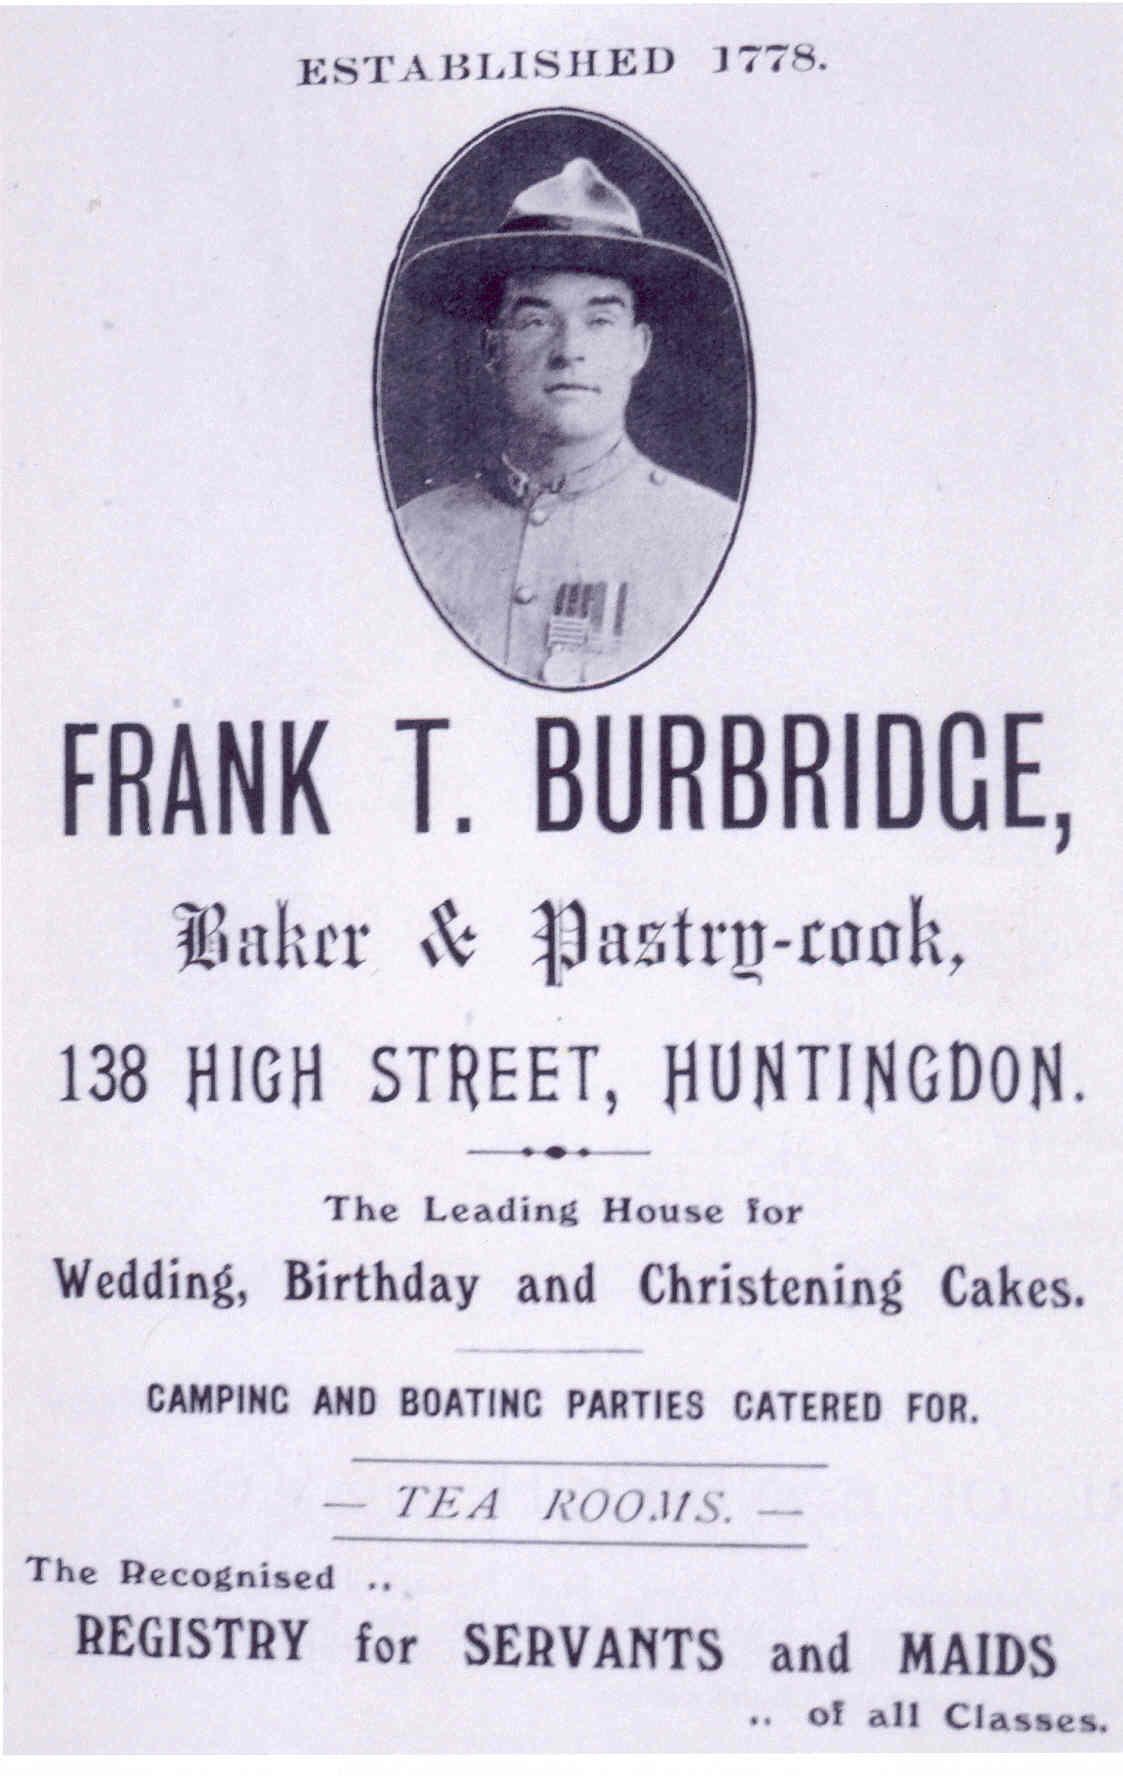 ESTABLISHED 1778.
FRANK T. BURBRIDGE,
Baker & Pastry-cook,
138 HIGH STREET, HUNTINGDON.
The Leading House for
Wedding, Birthday and Christening Cakes.
CAMPING AND BOATING PARTIES CATERED FOR.
— TEA ROOMS. —
The Recognised ..
REGISTRY for SERVANTS and MAIDS
.. of all Classes.